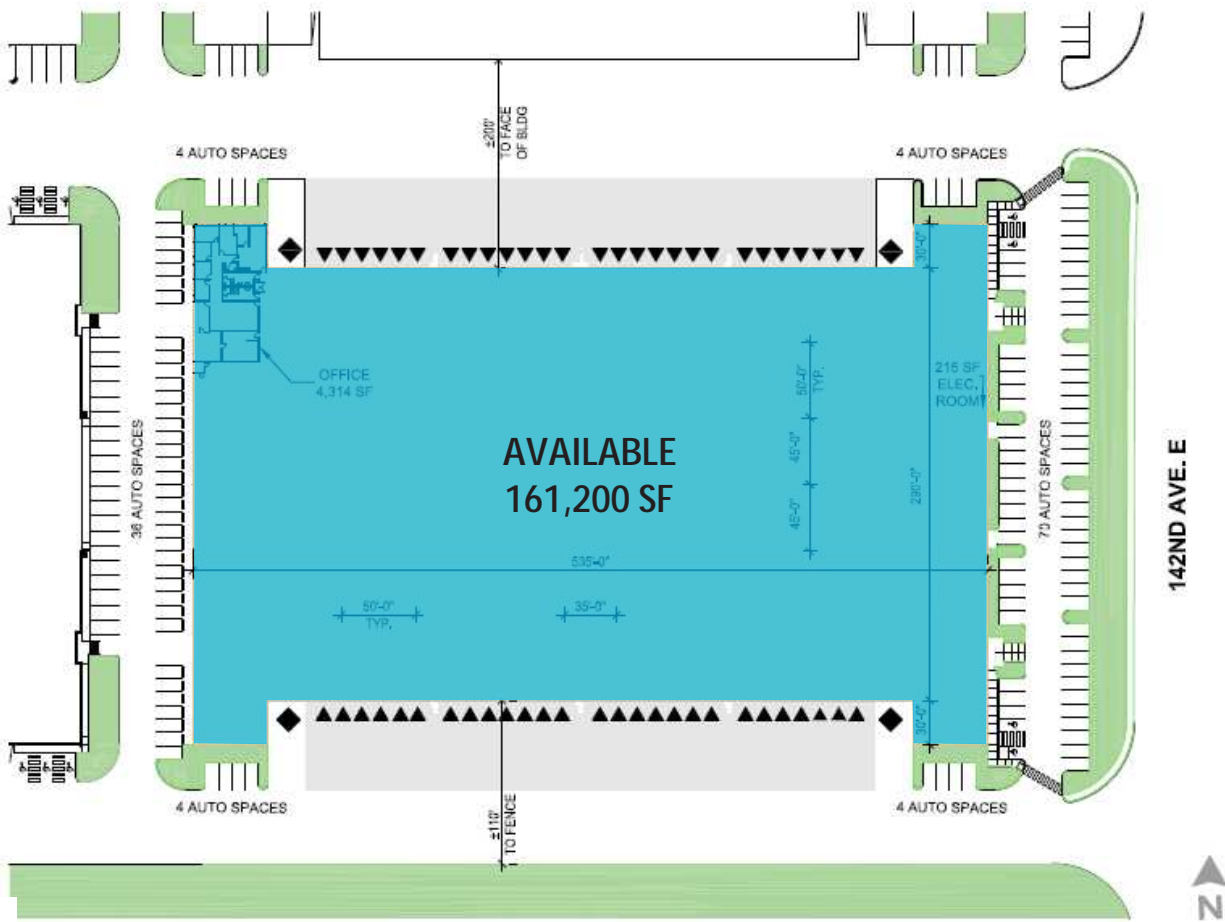 ±200'
TO FACE
OF BLDG
4 AUTO SPACES
4 AUTO SPACES
30'-0"
OFFICE
4,314 SF
50'-0"
TYP.
215 SF
ELEC.
ROOM
36 AUTO SPACES
AVAILABLE
161,200 SF
45'-0"
45'-0"
290'-0"
70 AUTO SPACES
142ND AVE. E
535'-0"
50'-0"
TYP.
35'-0"
30'-0"
4 AUTO SPACES
4 AUTO SPACES
±110'
TO FENCE
N